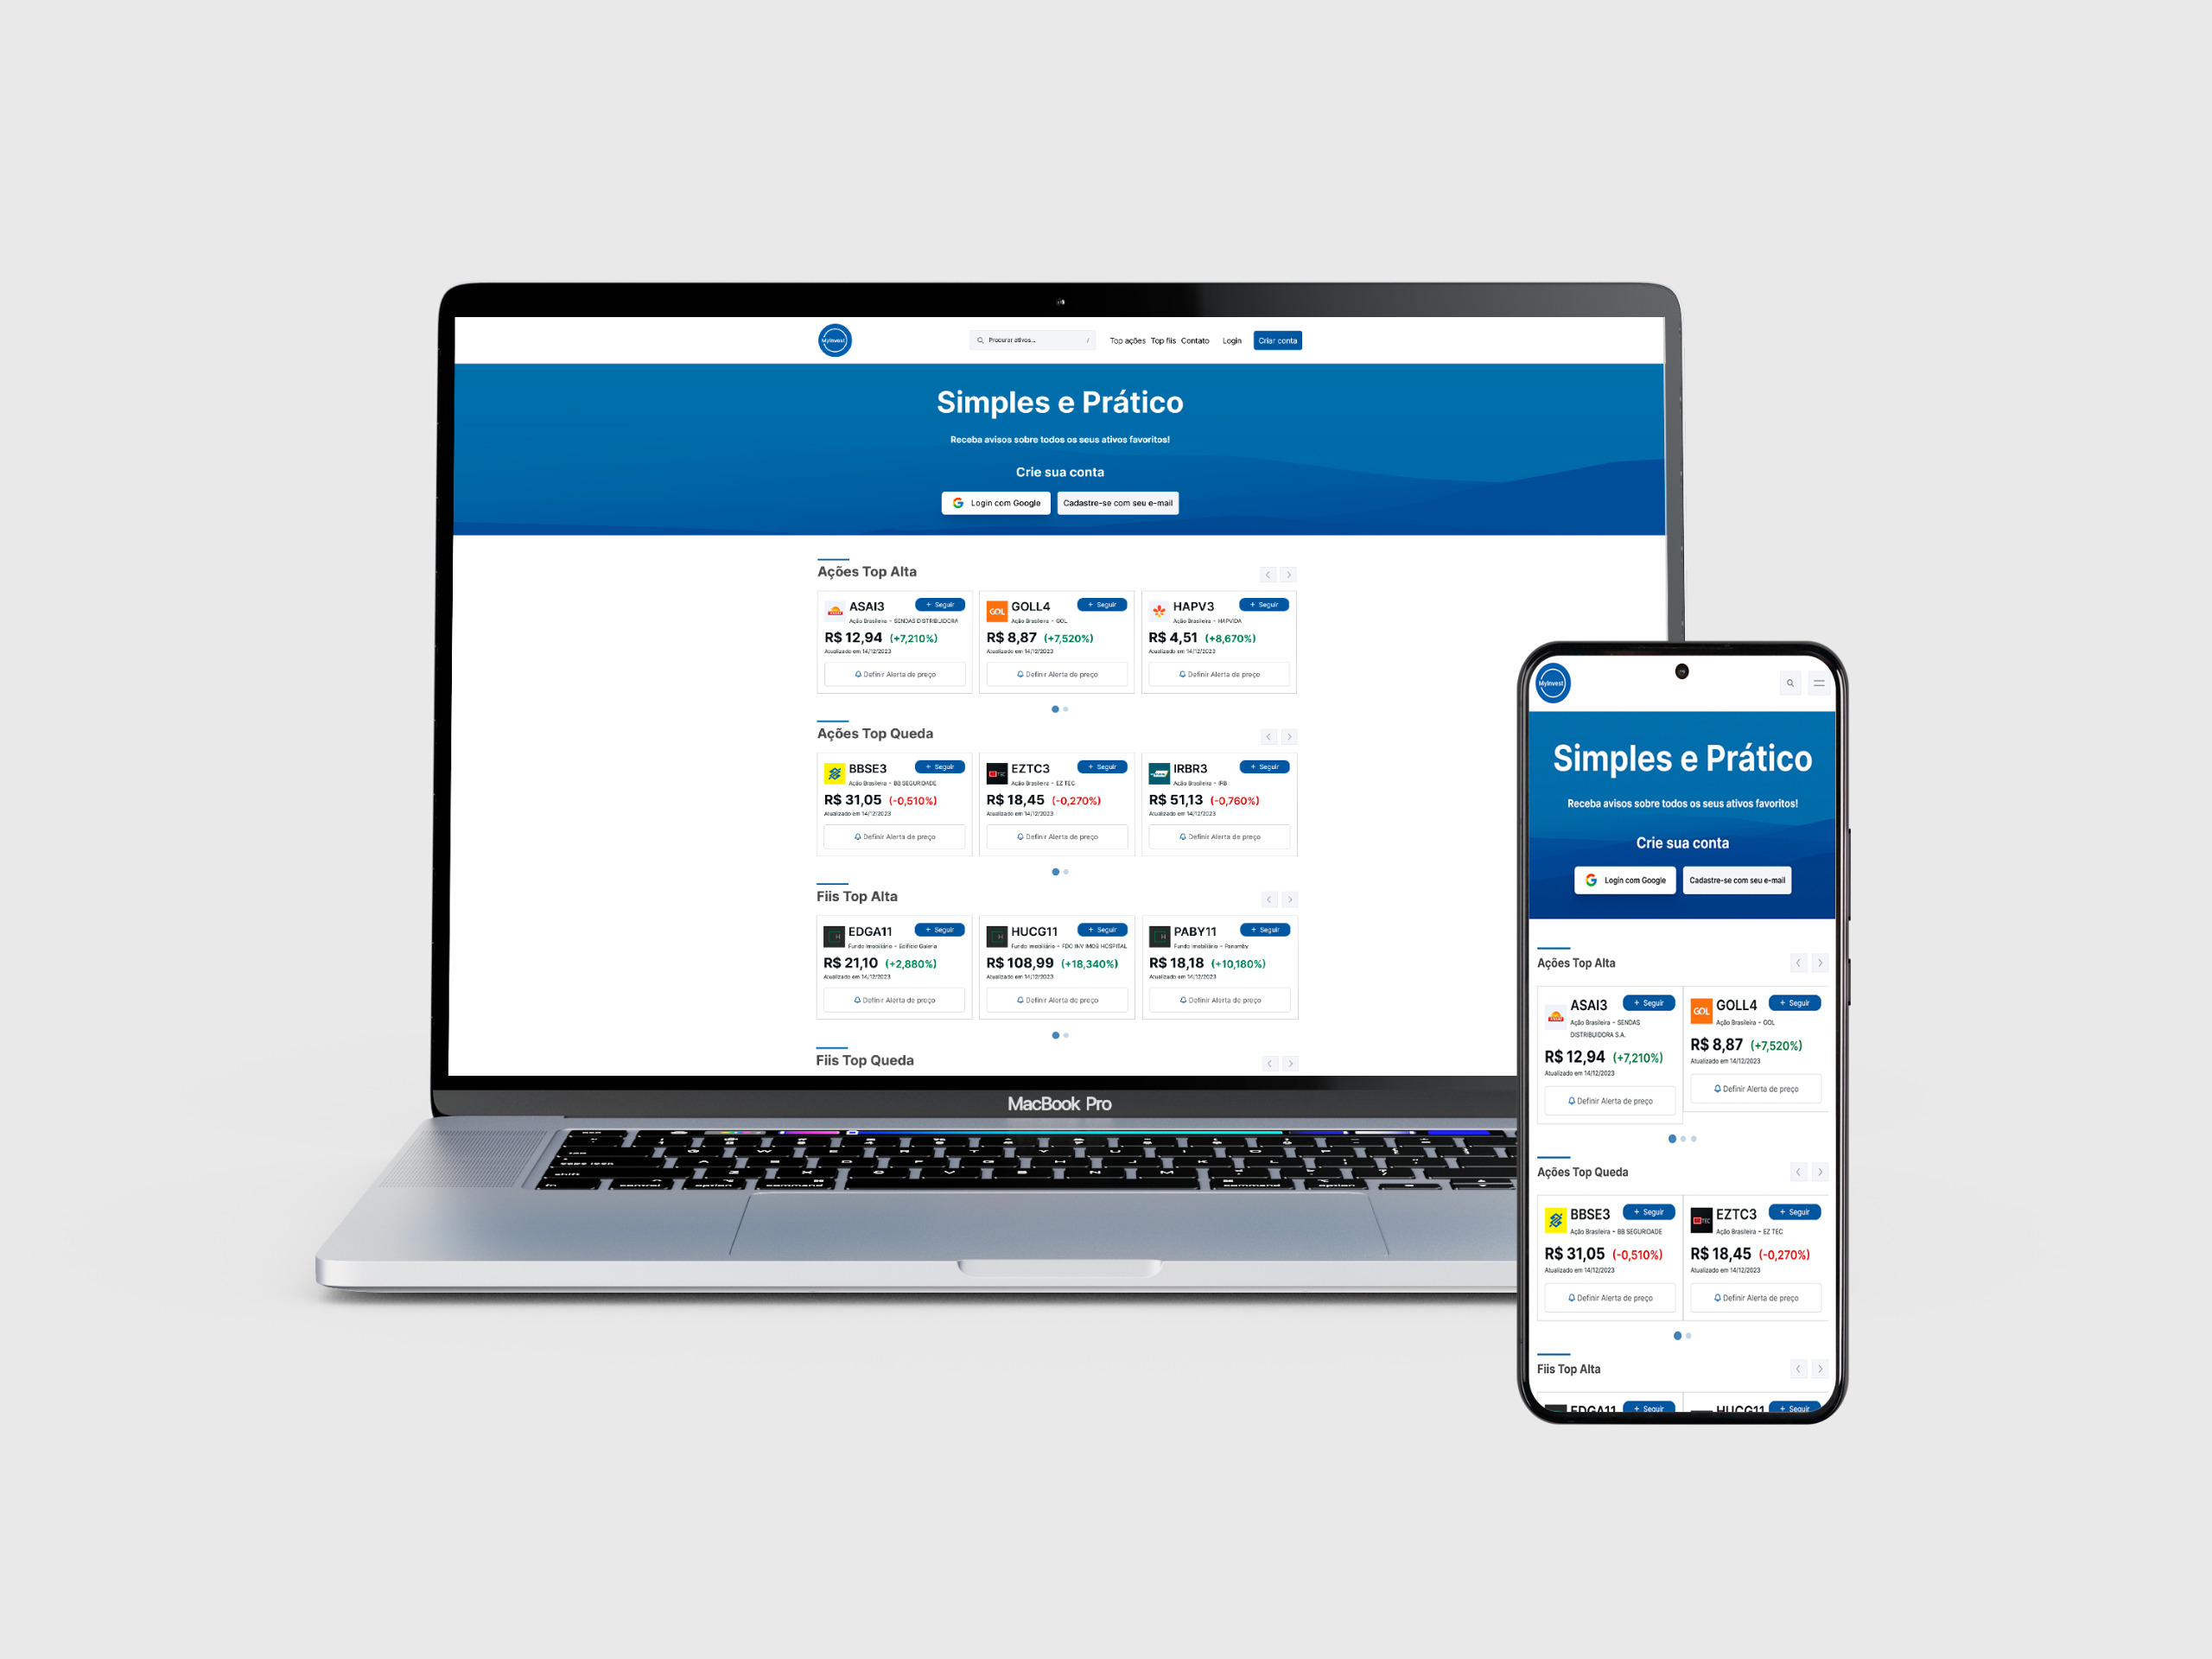 MyInvest
Procurar ativos... /
Top ações Top fiis Contato Login Criar conta
Simples e Prático
Receba avisos sobre todos os seus ativos favoritos!
Crie sua conta
Login com Google Cadastre-se com seu e-mail
Ações Top Alta
ASAI3 + Seguir
Ação Brasileira - SENDAS DISTRIBUIDORA
R$ 12,94 (+7,210%)
Atualizado em 14/12/2023
Definir Alerta de preço
GOL
GOLL4 + Seguir
Ação Brasileira - GOL
R$ 8,87 (+7,520%)
Atualizado em 14/12/2023
Definir Alerta de preço
HAPV3 + Seguir
Ação Brasileira - HAPVIDA
R$ 4,51 (+8,670%)
Atualizado em 14/12/2023
Definir Alerta de preço
Ações Top Queda
BBSE3 + Seguir
Ação Brasileira - BB SEGURIDADE
R$ 31,05 (-0,510%)
Atualizado em 14/12/2023
Definir Alerta de preço
EZTC3 + Seguir
Ação Brasileira - EZ TEC
R$ 18,45 (-0,270%)
Atualizado em 14/12/2023
Definir Alerta de preço
IRBR3 + Seguir
Ação Brasileira - IRB
R$ 51,13 (-0,760%)
Atualizado em 14/12/2023
Definir Alerta de preço
Fiis Top Alta
EDGA11 + Seguir
Fundo Imobiliário - Edifício Galeria
R$ 21,10 (+2,880%)
Atualizado em 14/12/2023
Definir Alerta de preço
HUCG11 + Seguir
Fundo Imobiliário - FDC INV IMOB HOSPITAL
R$ 108,99 (+18,340%)
Atualizado em 14/12/2023
Definir Alerta de preço
PABY11 + Seguir
Fundo Imobiliário - Panamby
R$ 18,18 (+10,180%)
Atualizado em 14/12/2023
Definir Alerta de preço
Fiis Top Queda
MacBook Pro
fn control option command command option
MyInvest
Simples e Prático
Receba avisos sobre todos os seus ativos favoritos!
Crie sua conta
Login com Google Cadastre-se com seu e-mail
Ações Top Alta
ASAI3 + Seguir
Ação Brasileira - SENDAS
DISTRIBUIDORA S.A.
R$ 12,94 (+7,210%)
Atualizado em 14/12/2023
Definir Alerta de preço
GOL
GOLL4 + Seguir
Ação Brasileira - GOL
R$ 8,87 (+7,520%)
Atualizado em 14/12/2023
Definir Alerta de preço
Ações Top Queda
BBSE3 + Seguir
Ação Brasileira - BB SEGURIDADE
R$ 31,05 (-0,510%)
Atualizado em 14/12/2023
Definir Alerta de preço
EZTC3 + Seguir
Ação Brasileira - EZ TEC
R$ 18,45 (-0,270%)
Atualizado em 14/12/2023
Definir Alerta de preço
Fiis Top Alta
EDGA11 + Seguir
HUCG11 + Seguir